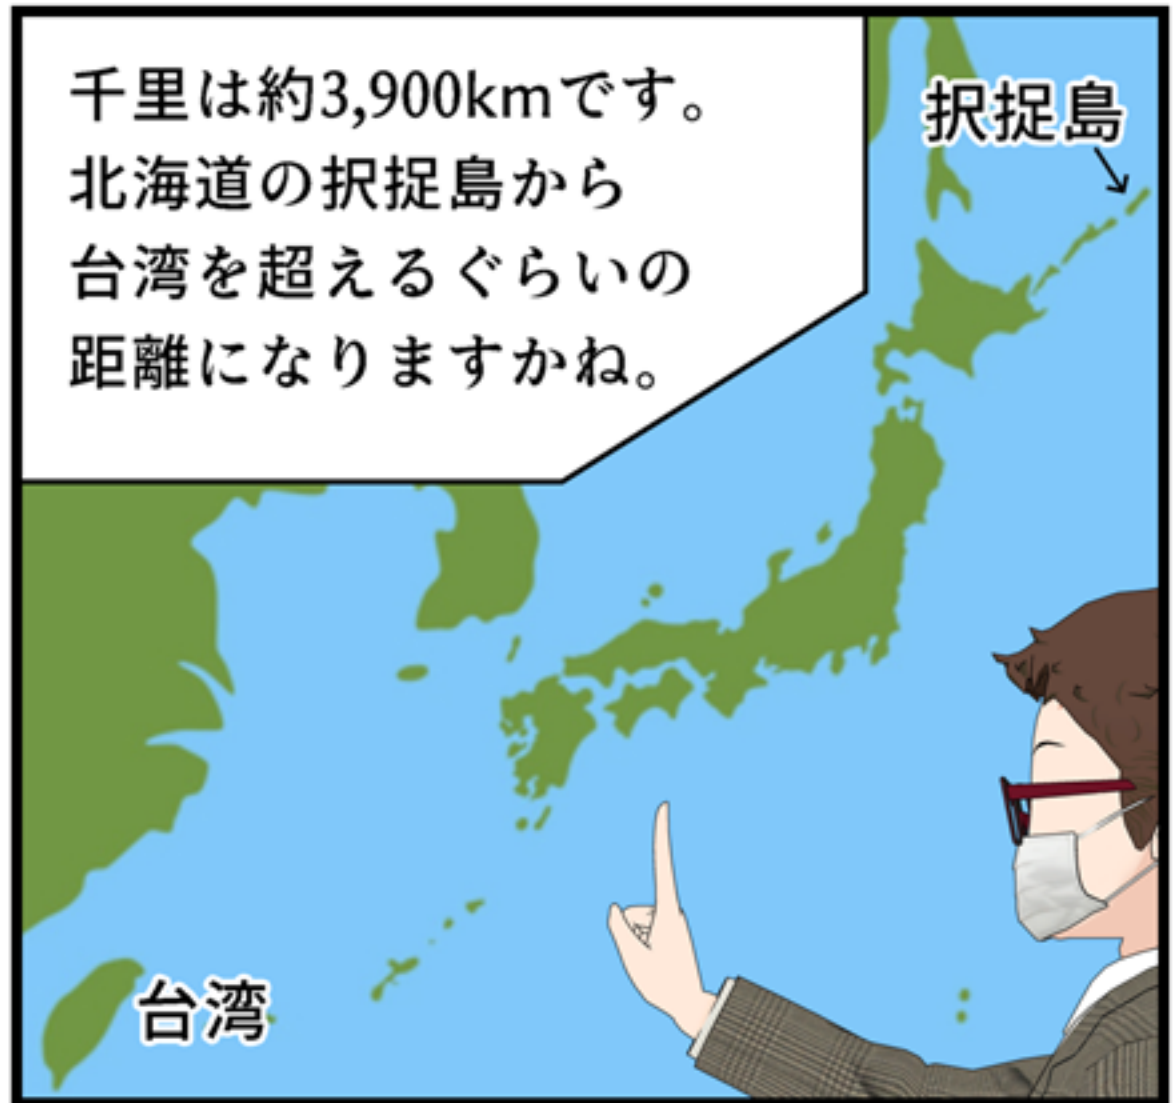 千里は約3,900kmです。
北海道の択捉島から
台湾を超えるぐらいの
距離になりますかね。
択捉島
台湾